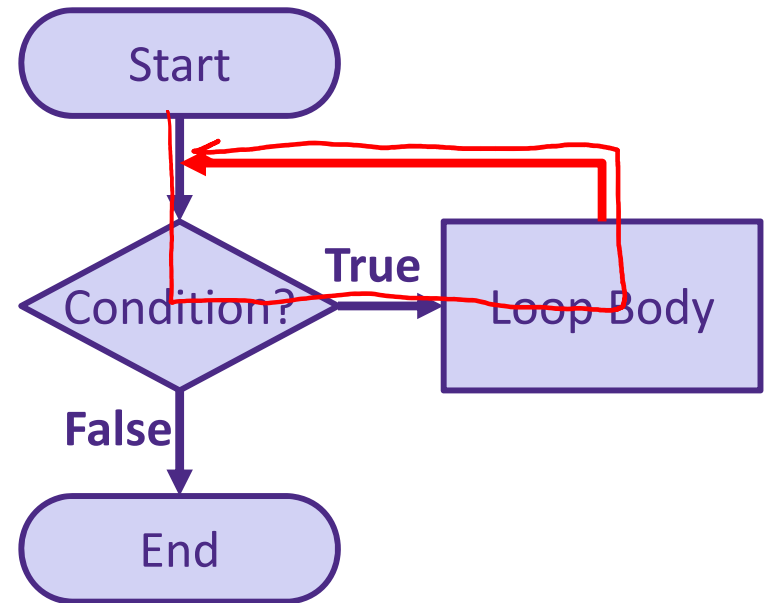 Start
True
Condition?
Loop Body
False
End